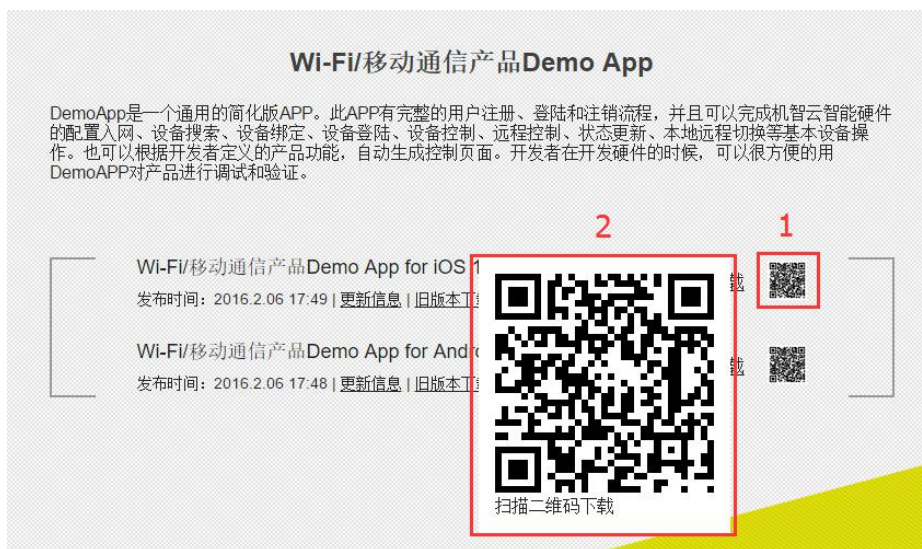 Wi-Fi/移动通信产品Demo App
DemoApp是一个通用的简化版APP。此APP有完整的用户注册、登陆和注销流程，并且可以完成机智云智能硬件
的配置入网、设备搜索、设备绑定、设备登陆、设备控制、远程控制、状态更新、本地远程切换等基本设备操
作。也可以根据开发者定义的产品功能，自动生成控制页面。开发者在开发硬件的时候，可以很方便的用
DemoAPP对产品进行调试和验证。
2
1
Wi-Fi/移动通信产品Demo App for iOS 1
载
发布时间：2016.2.06 17:49 | 更新信息 | 旧版本下
Wi-Fi/移动通信产品Demo App for Andr
载
发布时间：2016.2.06 17:48 | 更新信息 | 旧版本下
扫描二维码下载